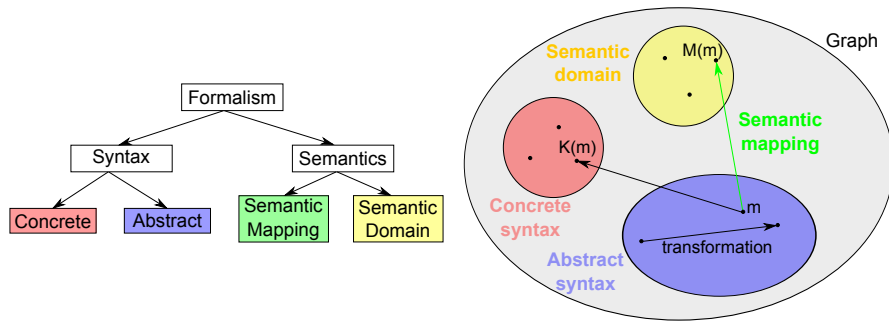 Formalism
Syntax
Semantics
Concrete
Abstract
Semantic
Mapping
Semantic
Domain
Graph
Semantic
domain
M(m)
Semantic
mapping
K(m)
Concrete
syntax
m
transformation
Abstract
syntax